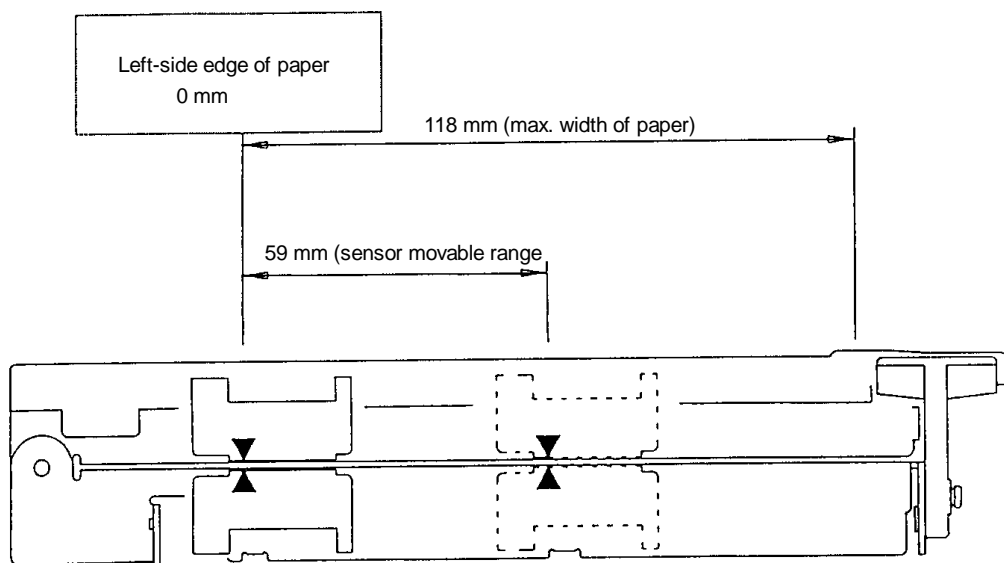 Left-side edge of paper
0 mm
118 mm (max. width of paper)
59 mm (sensor movable range